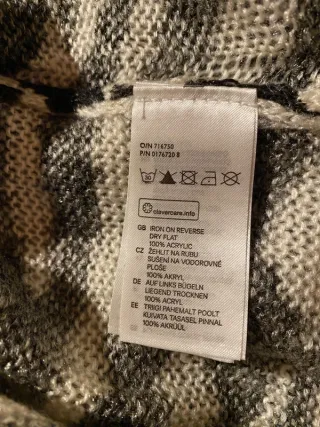 O/N 716750
P/N 0176720 8
30
clevercare.info
GB IRON ON REVERSE
DRY FLAT
100% ACRYLIC
CZ ŽEHLIT NA RUBU
SUŠENÍ NA VODOROVNÉ
PLOŠE
100% AKRYL
DE AUF LINKS BÜGELN
LIEGEND TROCKNEN
100% ACRYL
EE TRIIGI PAHEMALT POOLT
KUIVATA TASASEL PINNAL
100% AKRÜÜL